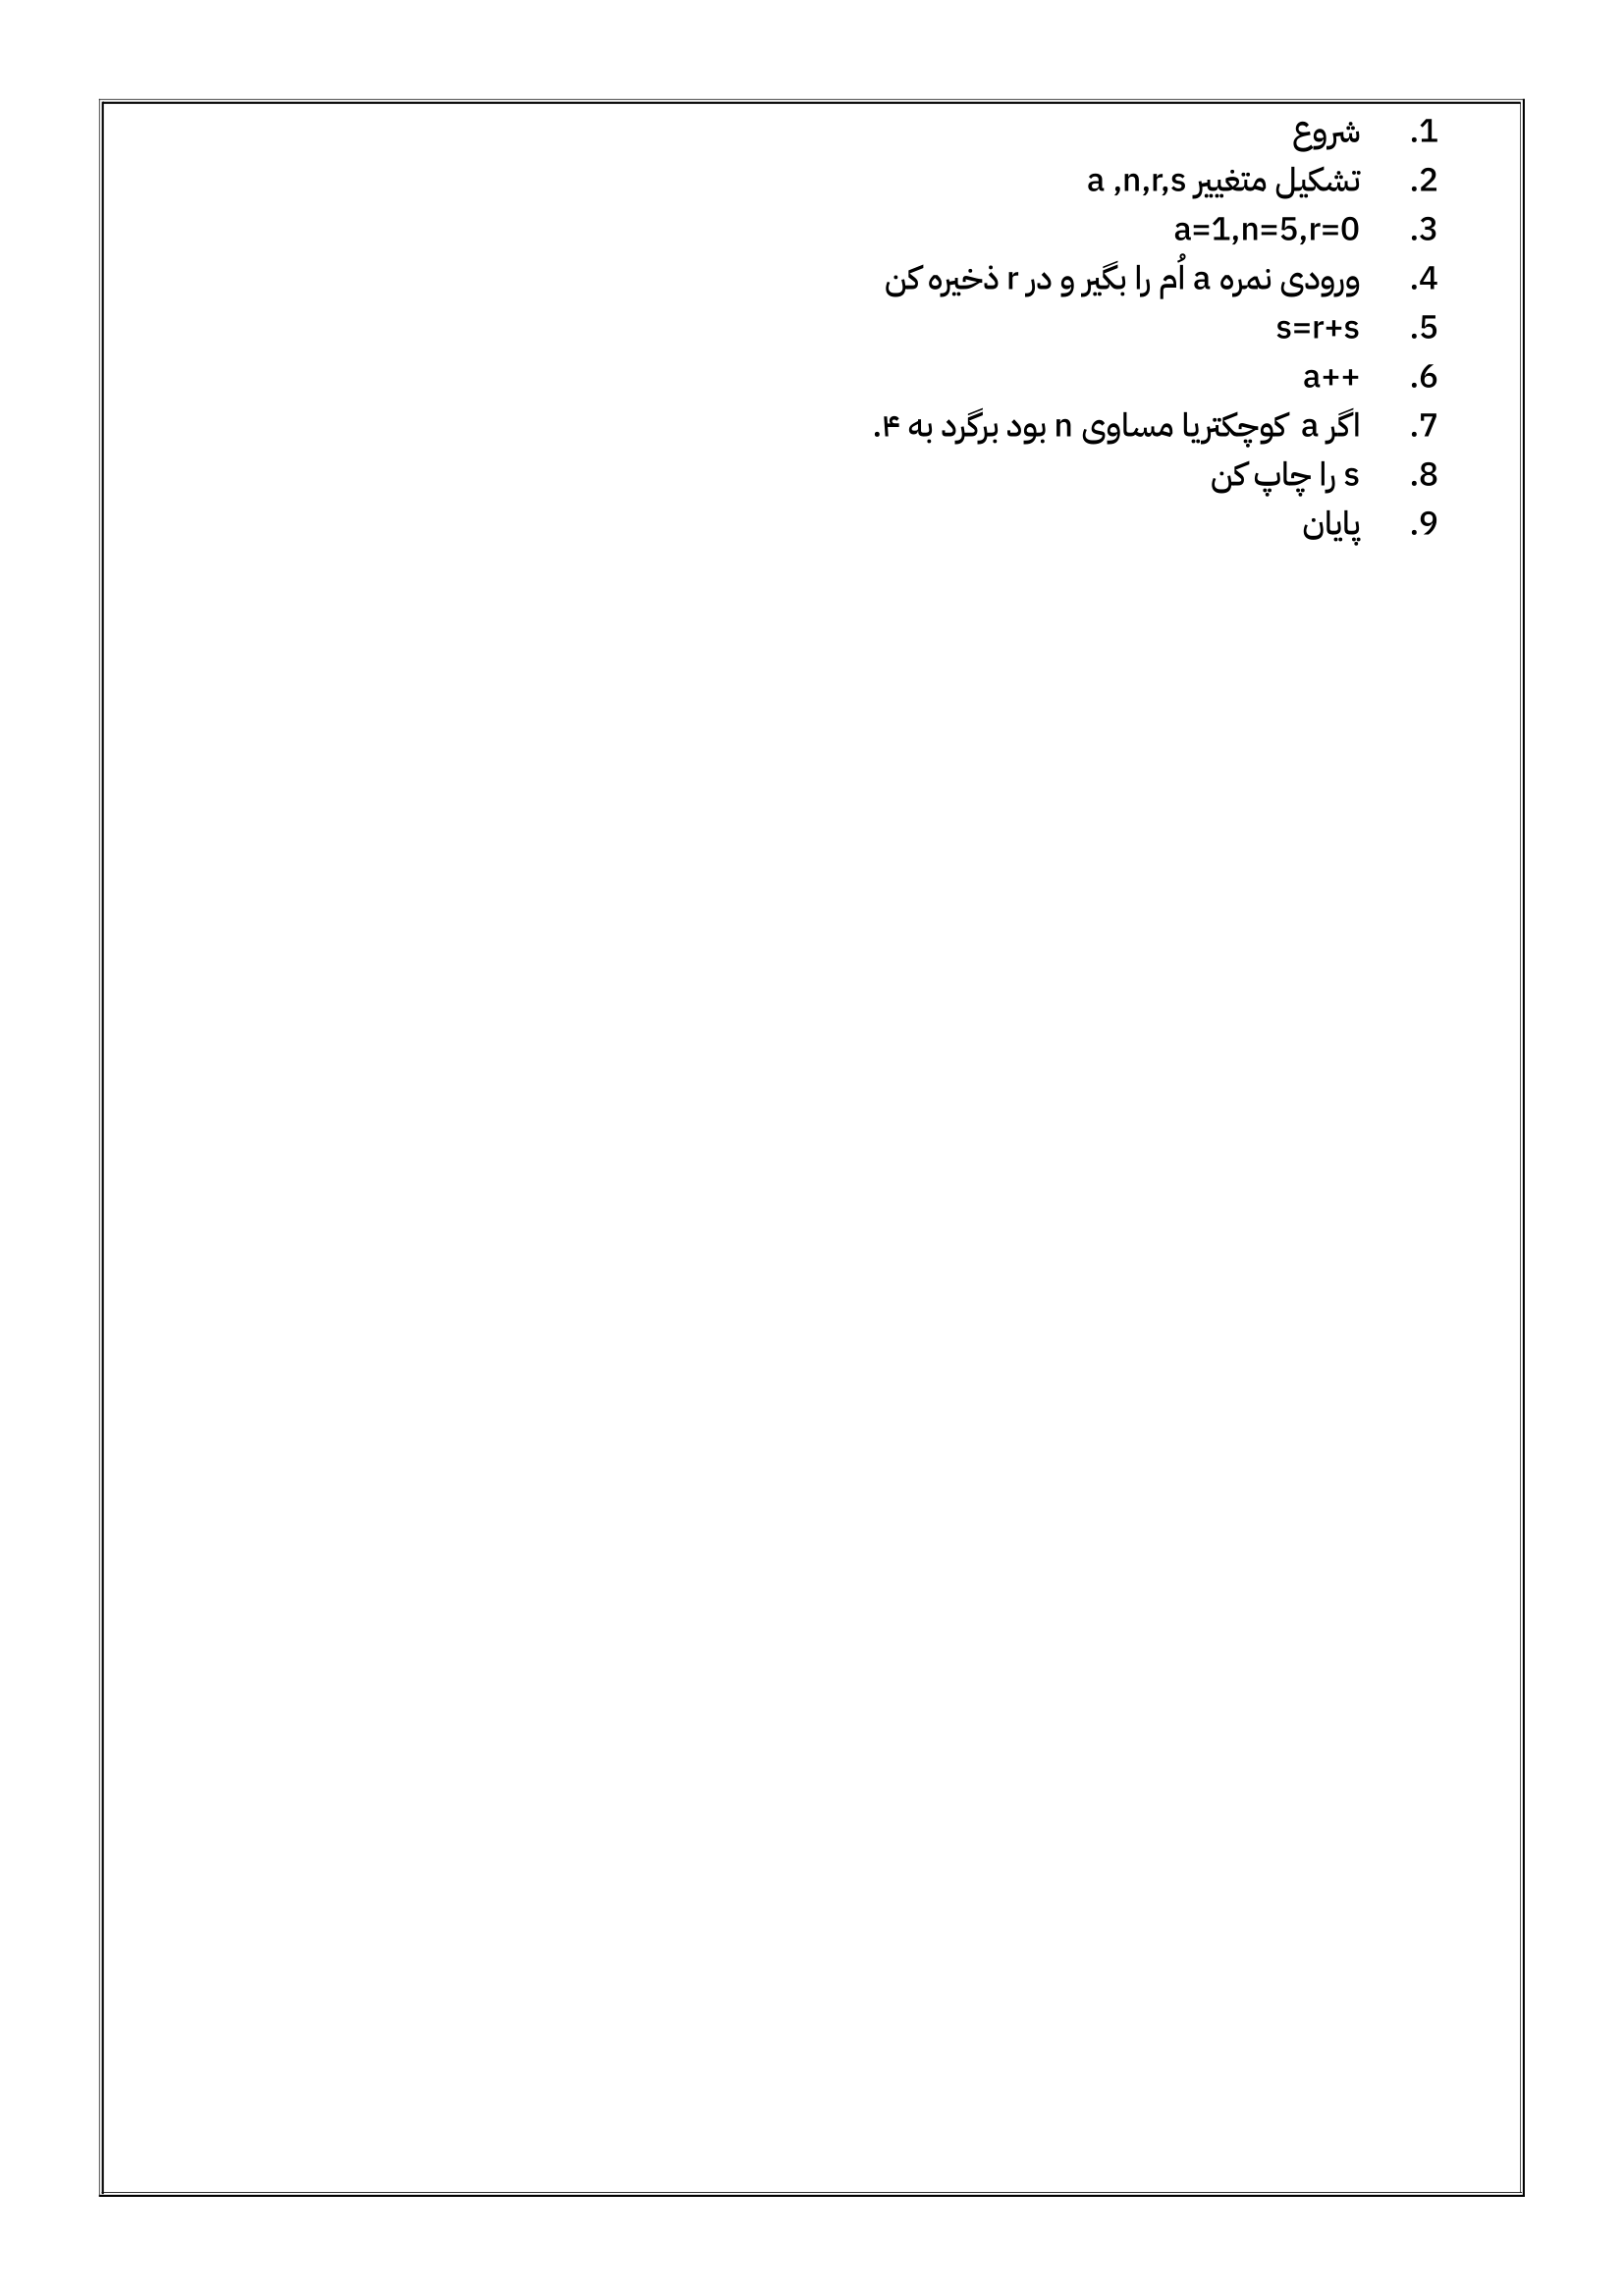 1. شروع
2. تشکیل متغییر a ,n,r,s
3. a=1,n=5,r=0
4. ورودی نمره a اُم را بگیر و در r ذخیره کن
5. s=r+s
6. a++
7. اگر a کوچکتریا مساوی n بود برگرد به ۴.
8. s را چاپ کن
9. پایان